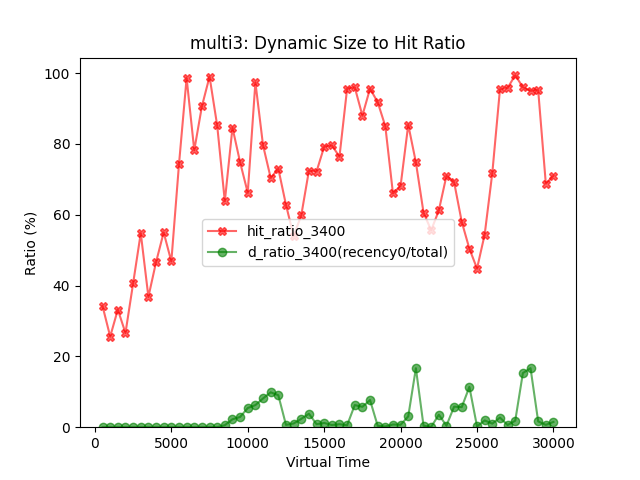 multi3: Dynamic Size to Hit Ratio
Ratio (%)
100
80
60
40
20
0
hit_ratio_3400
d_ratio_3400(recency0/total)
0 5000 10000 15000 20000 25000 30000
Virtual Time